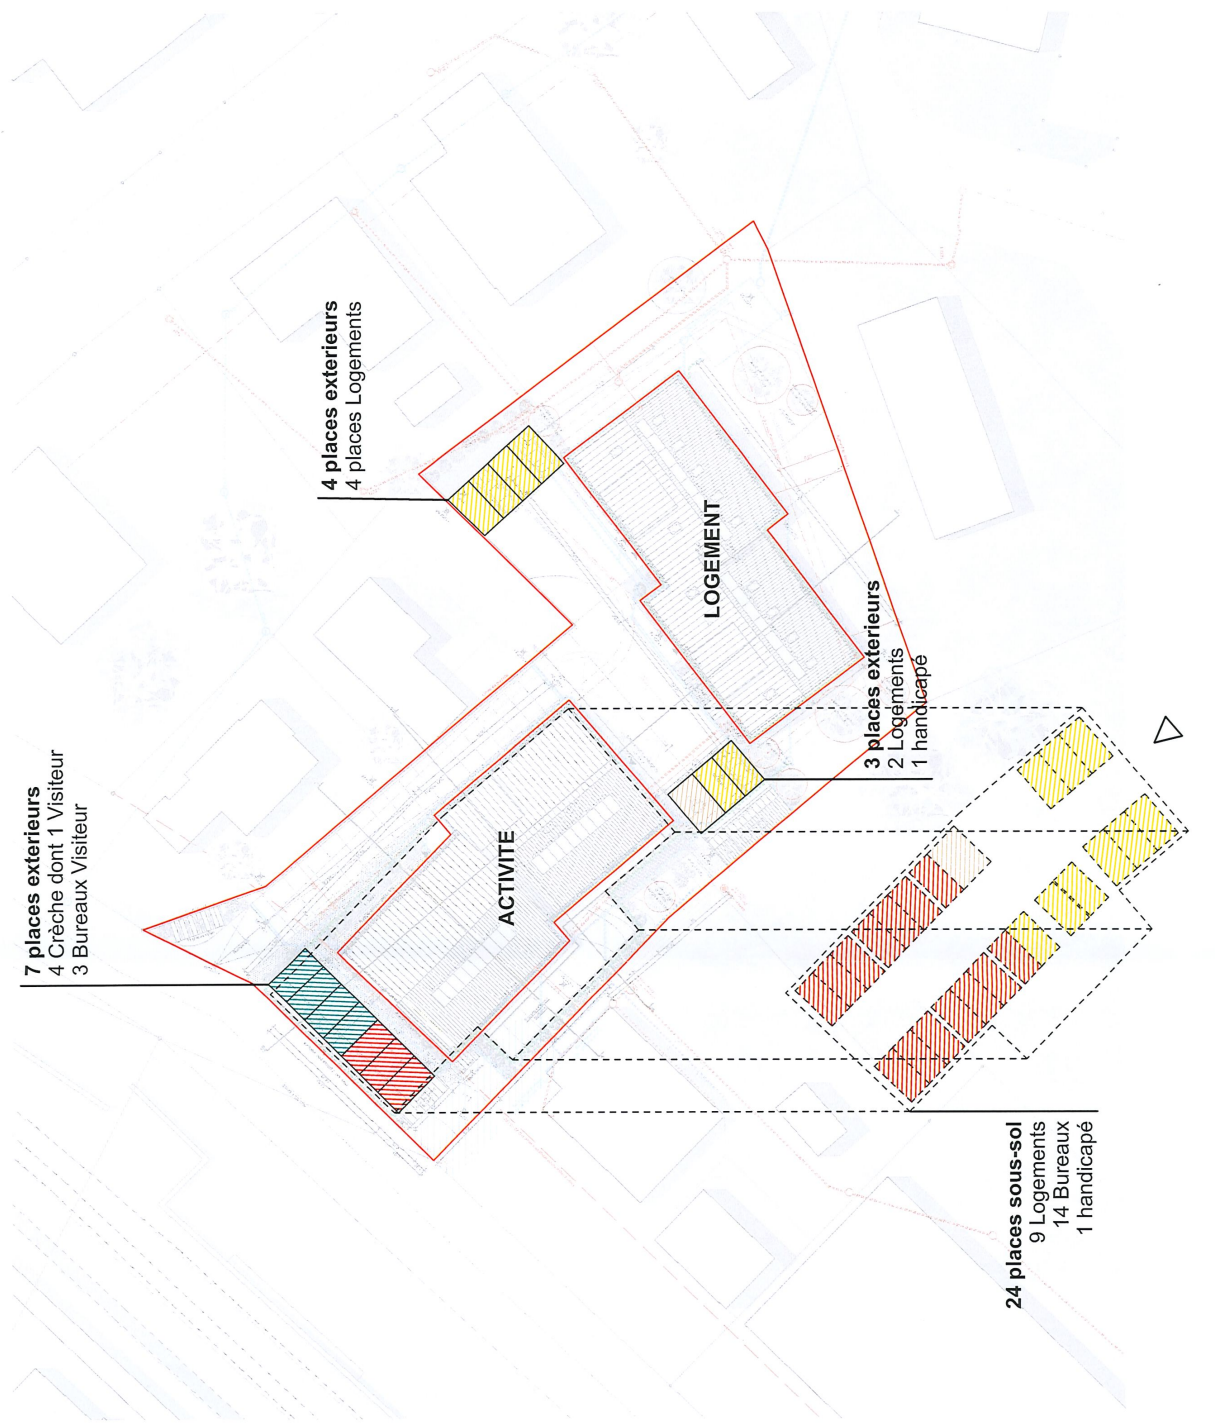 7 places exterieurs
4 Crèche dont 1 Visiteur
3 Bureaux Visiteur
4 places exterieurs
4 places Logements
ACTIVITE
LOGEMENT
3 places exterieurs
2 Logements
1 handicapé
24 places sous-sol
9 Logements
14 Bureaux
1 handicapé